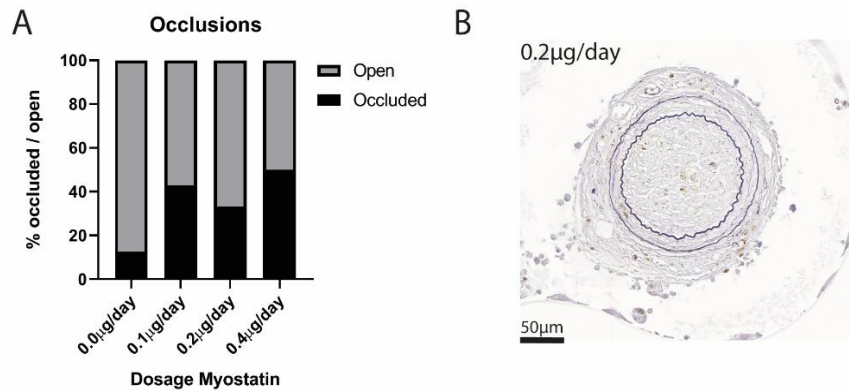 A
Occlusions
% occluded / open
100
80
60
40
20
0
0.0µg/day
0.1µg/day
0.2µg/day
0.4µg/day
Dosage Myostatin
Open
Occluded
B
0.2µg/day
50µm